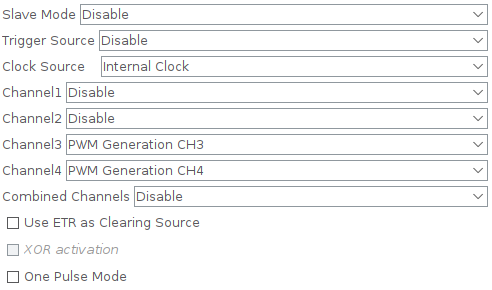 Slave Mode Disable
Trigger Source Disable
Clock Source Internal Clock
Channel1 Disable
Channel2 Disable
Channel3 PWM Generation CH3
Channel4 PWM Generation CH4
Combined Channels Disable
Use ETR as Clearing Source
XOR activation
One Pulse Mode